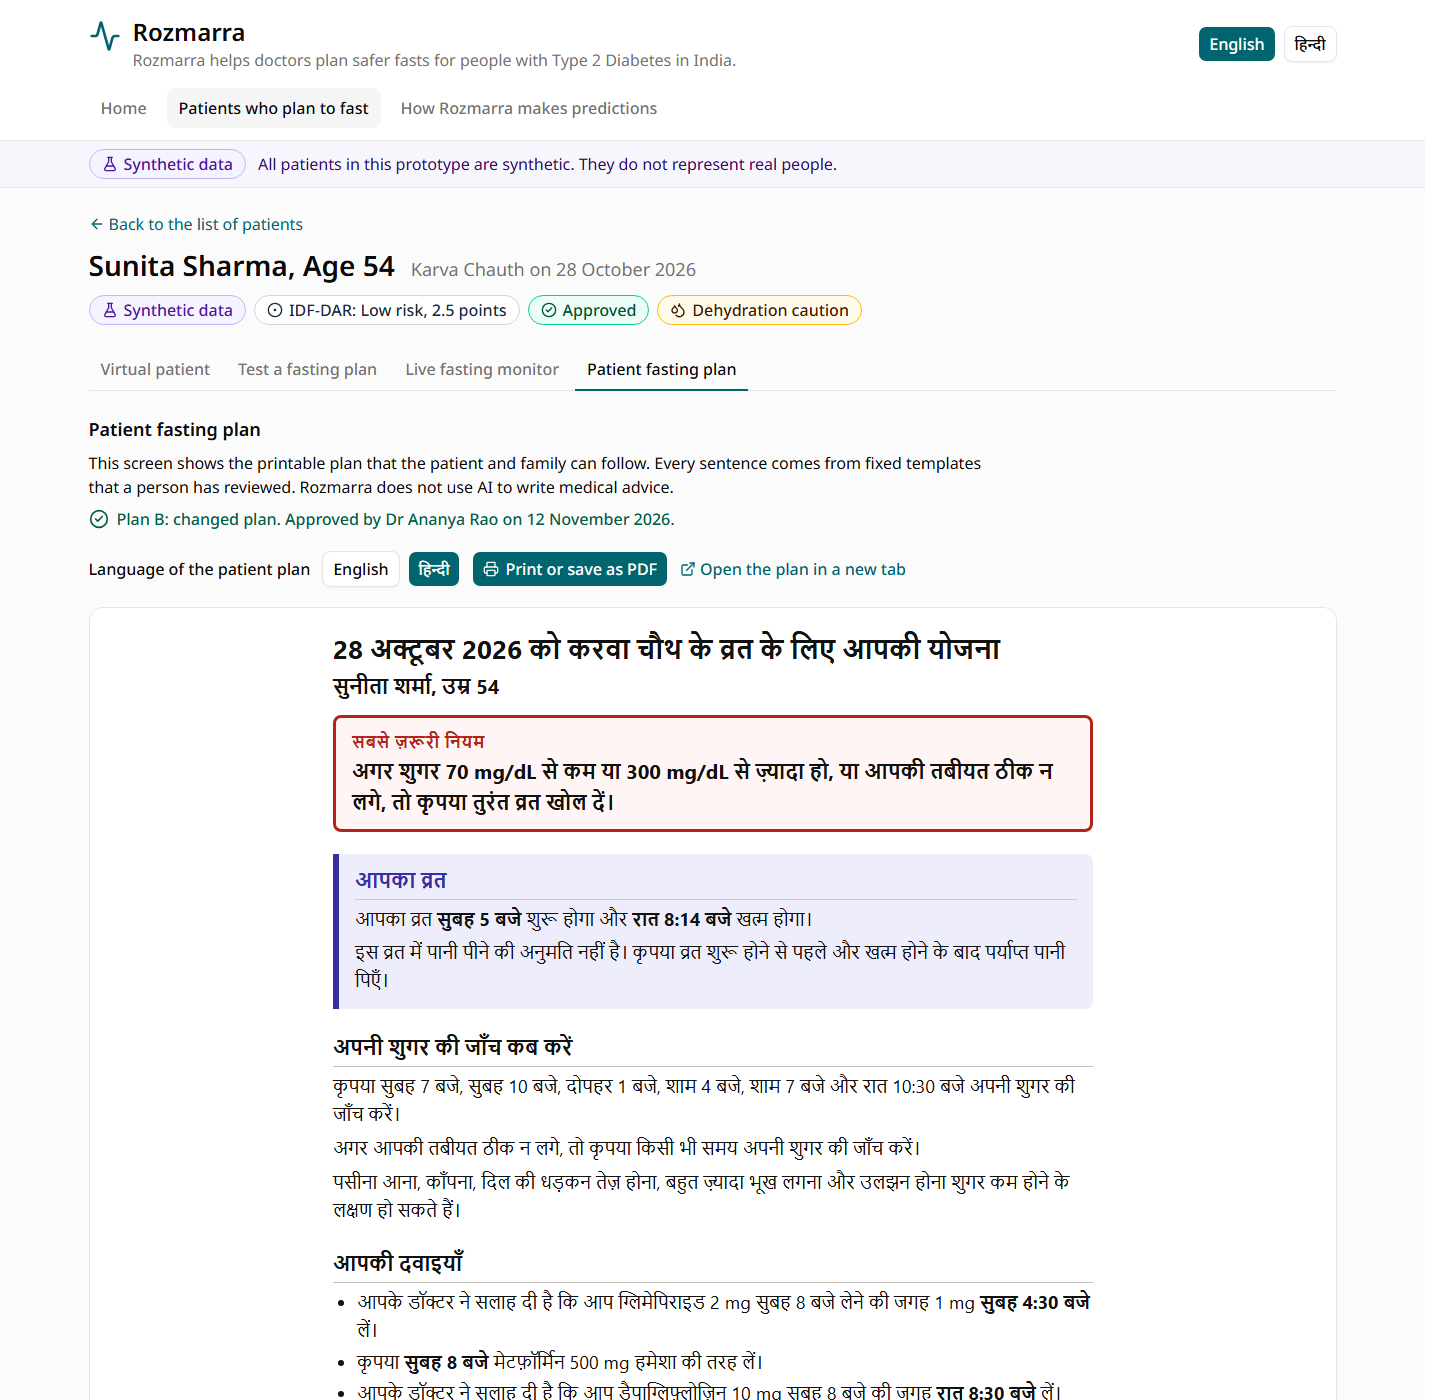 Rozmarra
Rozmarra helps doctors plan safer fasts for people with Type 2 Diabetes in India.
English
हिन्दी
Home
Patients who plan to fast
How Rozmarra makes predictions
Synthetic data
All patients in this prototype are synthetic. They do not represent real people.
← Back to the list of patients
Sunita Sharma, Age 54
Karva Chauth on 28 October 2026
Synthetic data
IDF-DAR: Low risk, 2.5 points
Approved
Dehydration caution
Virtual patient
Test a fasting plan
Live fasting monitor
Patient fasting plan
Patient fasting plan
This screen shows the printable plan that the patient and family can follow. Every sentence comes from fixed templates
that a person has reviewed. Rozmarra does not use AI to write medical advice.
Plan B: changed plan. Approved by Dr Ananya Rao on 12 November 2026.
Language of the patient plan
English
हिन्दी
Print or save as PDF
Open the plan in a new tab
28 अक्टूबर 2026 को करवा चौथ के व्रत के लिए आपकी योजना
सुनीता शर्मा, उम्र 54
सबसे ज़रूरी नियम
अगर शुगर 70 mg/dL से कम या 300 mg/dL से ज़्यादा हो, या आपकी तबीयत ठीक न
लगे, तो कृपया तुरंत व्रत खोल दें।
आपका व्रत
आपका व्रत सुबह 5 बजे शुरू होगा और रात 8:14 बजे खत्म होगा।
इस व्रत में पानी पीने की अनुमति नहीं है। कृपया व्रत शुरू होने से पहले और खत्म होने के बाद पर्याप्त पानी
पिएँ।
अपनी शुगर की जाँच कब करें
कृपया सुबह 7 बजे, सुबह 10 बजे, दोपहर 1 बजे, शाम 4 बजे, शाम 7 बजे और रात 10:30 बजे अपनी शुगर की
जाँच करें।
अगर आपकी तबीयत ठीक न लगे, तो कृपया किसी भी समय अपनी शुगर की जाँच करें।
पसीना आना, काँपना, दिल की धड़कन तेज़ होना, बहुत ज़्यादा भूख लगना और उलझन होना शुगर कम होने के
लक्षण हो सकते हैं।
आपकी दवाइयाँ
• आपके डॉक्टर ने सलाह दी है कि आप ग्लिमेपिराइड 2 mg सुबह 8 बजे लेने की जगह 1 mg सुबह 4:30 बजे
लें।
• कृपया सुबह 8 बजे मेटफ़ॉर्मिन 500 mg हमेशा की तरह लें।
• आपके डॉक्टर ने सलाह दी है कि आप डैपाग्लिफ़्लोज़िन 10 mg सुबह 8 बजे की जगह रात 8:30 बजे लें।